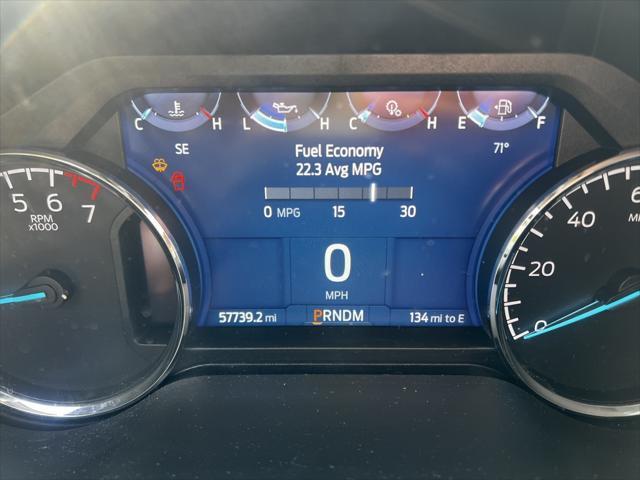 C H L H C H E F
SE 71°
Fuel Economy
22.3 Avg MPG
0 MPG 15 30
5 6 7
RPM
x1000
0
MPH
57739.2 mi PRNDM 134 mi to E
0 20 40